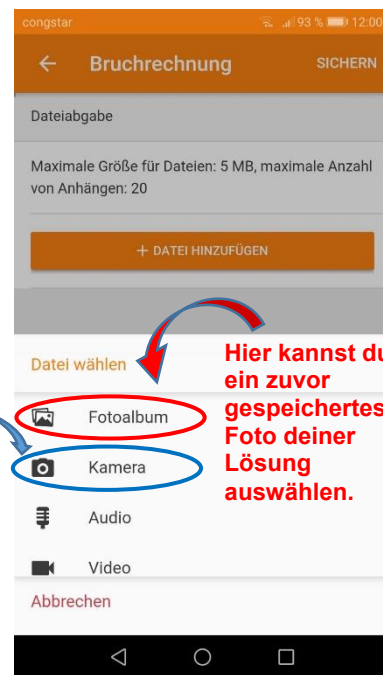 congstar 93 % 12:00
Bruchrechnung SICHERN
Dateiabgabe
Maximale Größe für Dateien: 5 MB, maximale Anzahl
von Anhängen: 20
+ DATEI HINZUFÜGEN
Datei wählen
Hier kannst du
ein zuvor
gespeichertes
Foto deiner
Lösung
auswählen.
Fotoalbum
Kamera
Audio
Video
Abbrechen